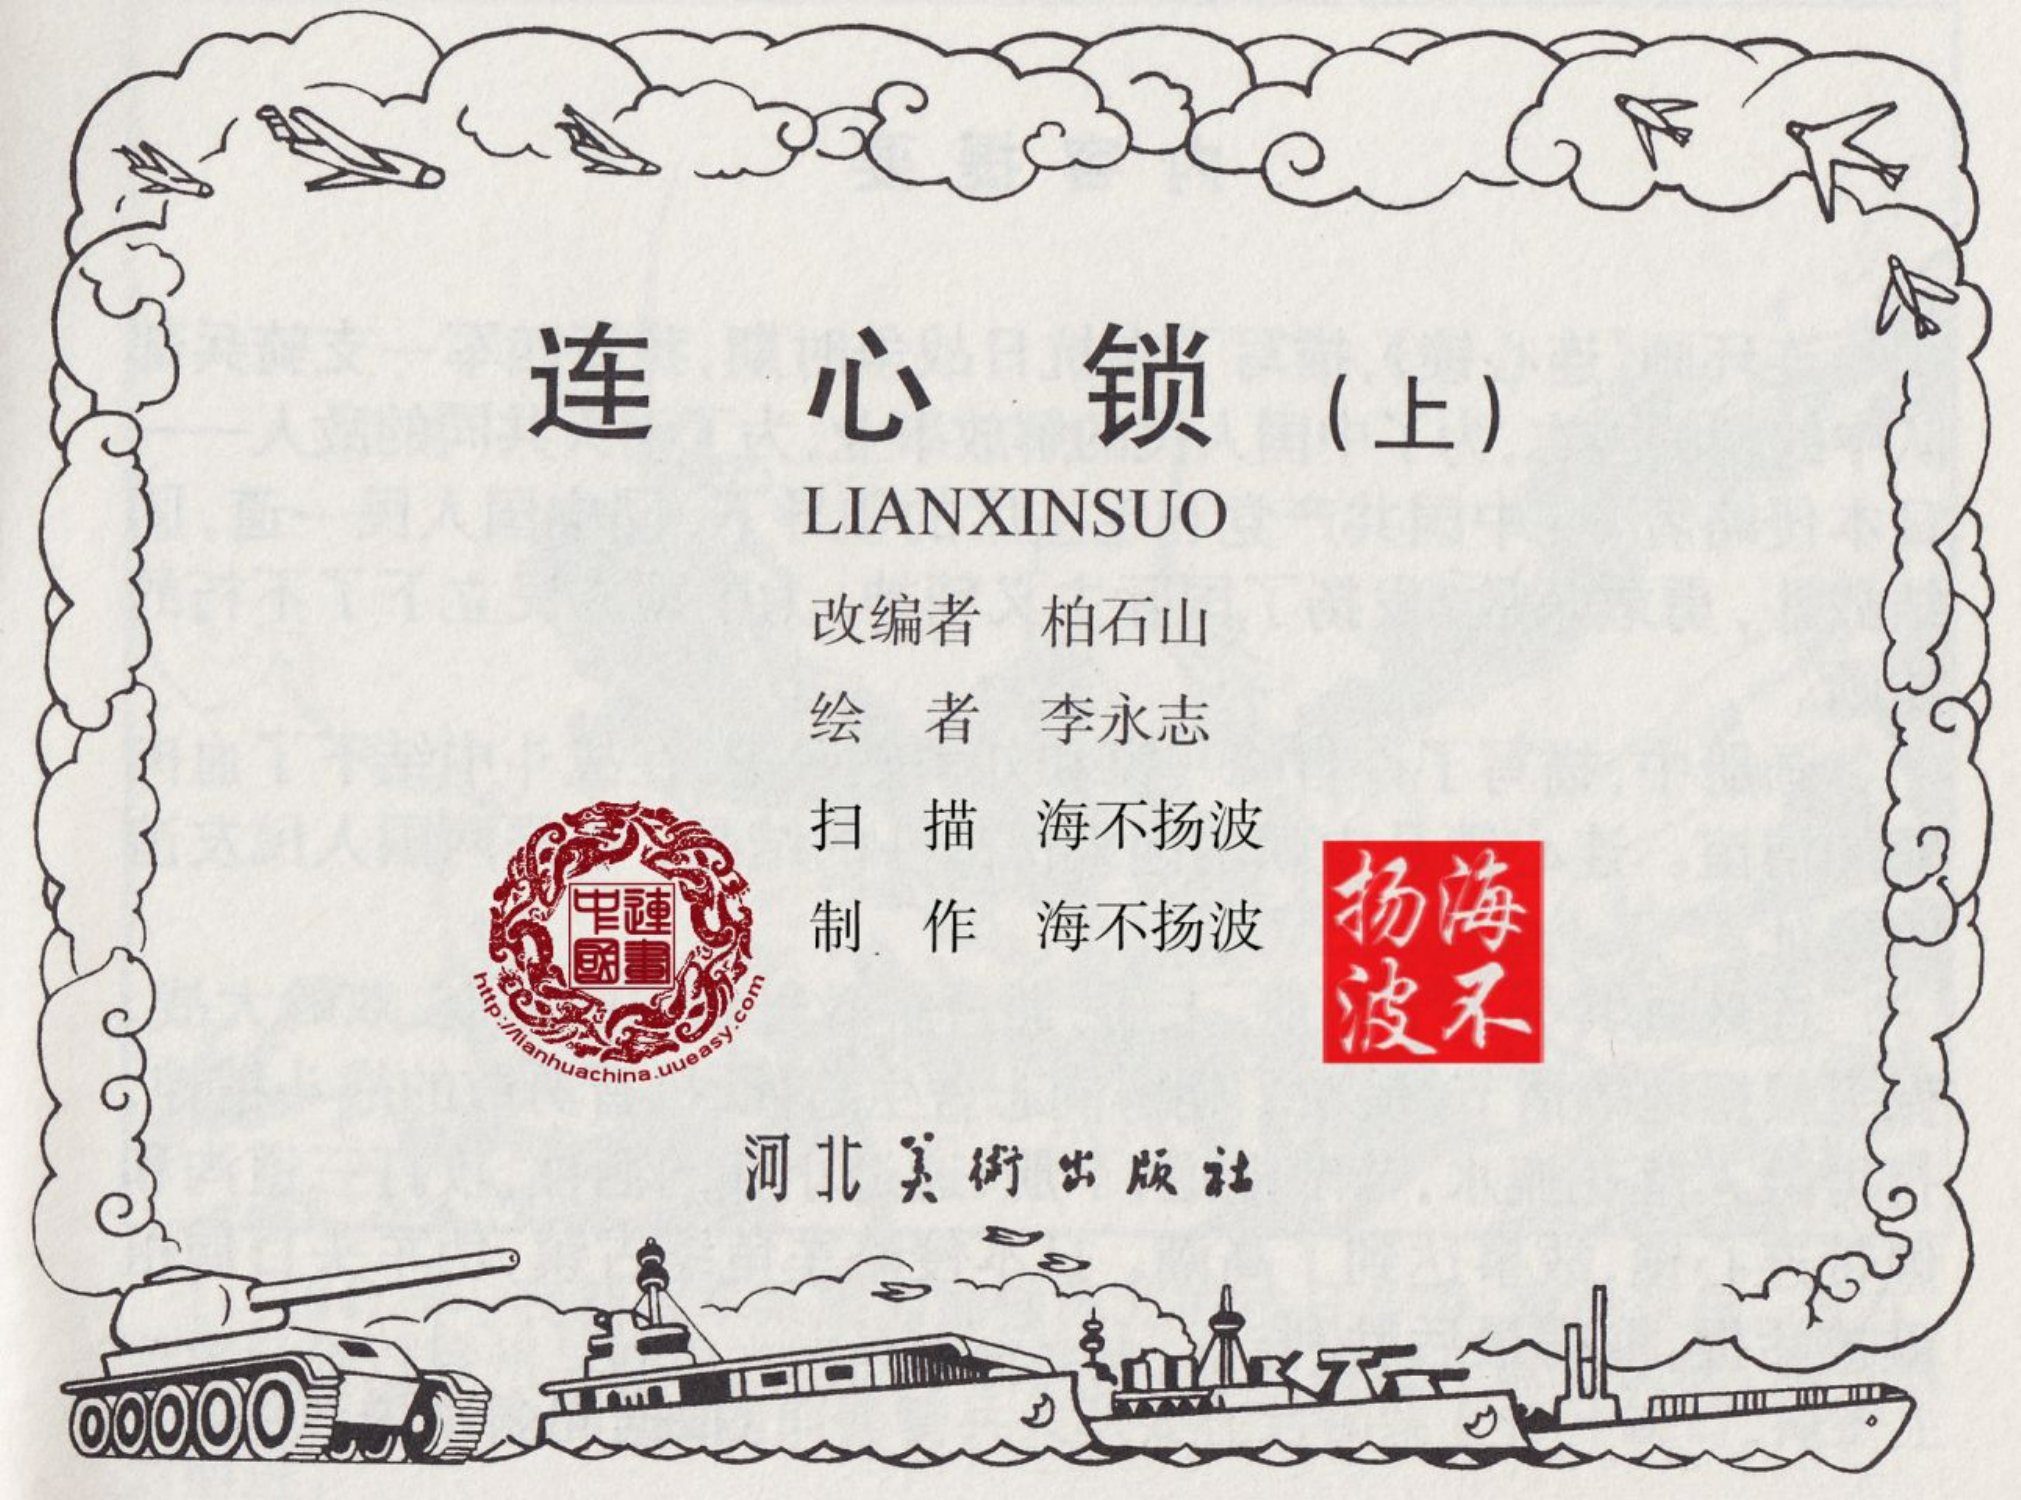 连心锁(上)
LIANXINSUO
改编者 柏石山
绘者 李永志
扫描 海不扬波
制作 海不扬波
連畫中國
http://lianhuachina.uueasy.com
海不扬波
河北美術出版社